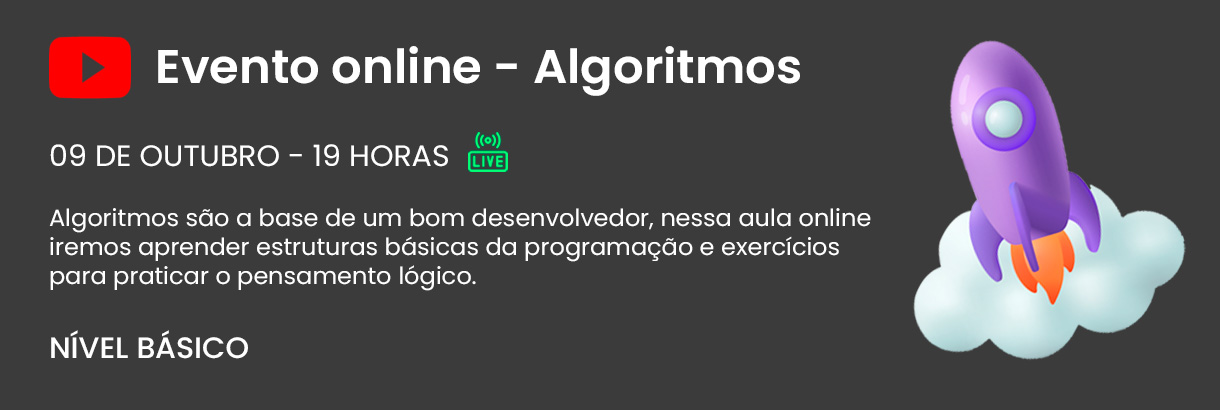 Evento online - Algoritmos
09 DE OUTUBRO - 19 HORAS
LIVE
Algoritmos são a base de um bom desenvolvedor, nessa aula online
iremos aprender estruturas básicas da programação e exercícios
para praticar o pensamento lógico.
NÍVEL BÁSICO